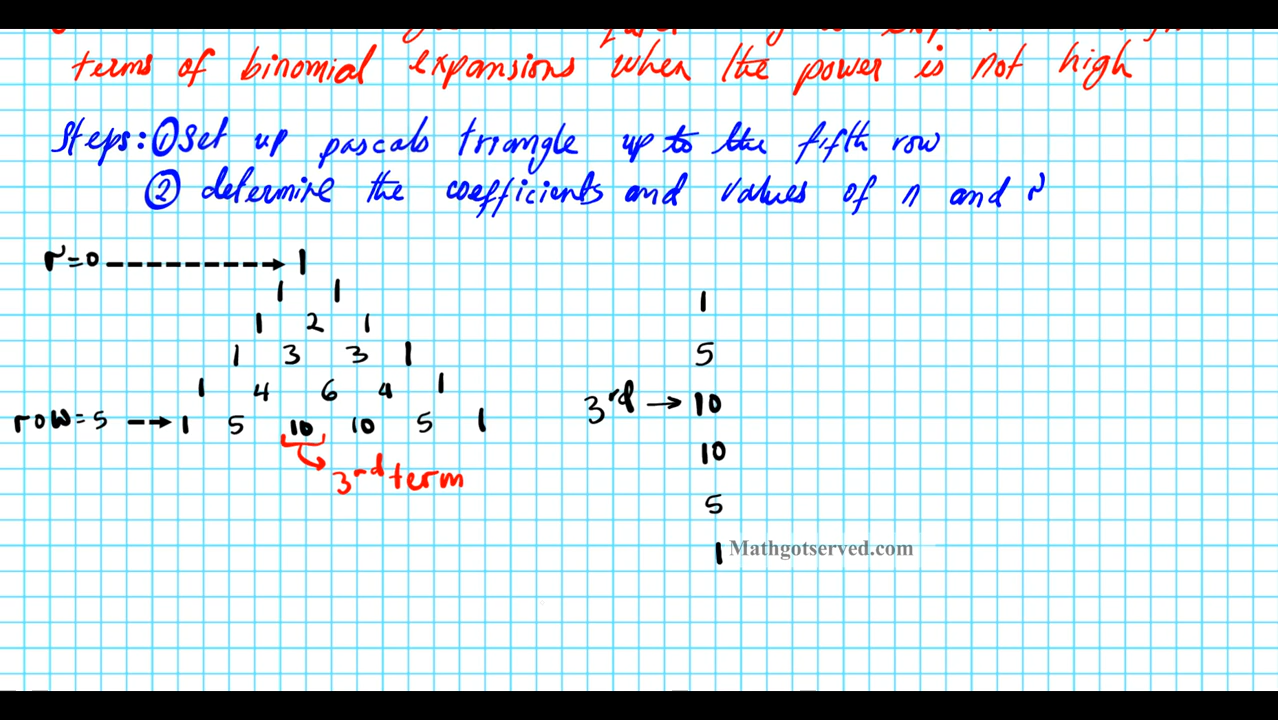 terms of binomial expansions when the power is not high
Steps: ① Set up pascals triangle up to the fifth row
② determine the coefficients and values of n and r
r=0 1
1 1
1 2 1
1 3 3 1
1 4 6 4 1
row=5 1 5 10 10 5 1
3rd term
1
5
3rd → 10
10
5
1
Mathgotserved.com